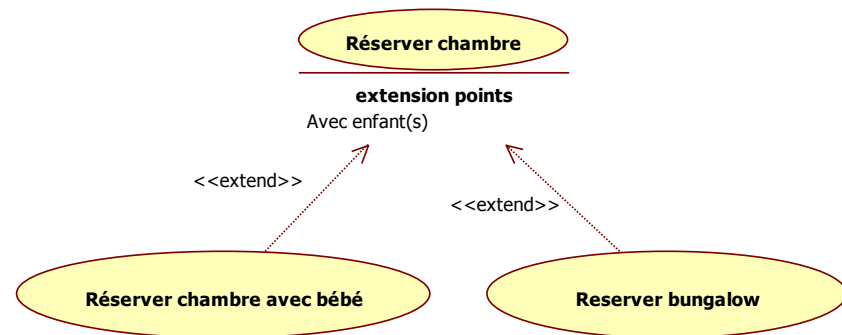 Réserver chambre
extension points
Avec enfant(s)
<<extend>>
<<extend>>
Réserver chambre avec bébé
Reserver bungalow